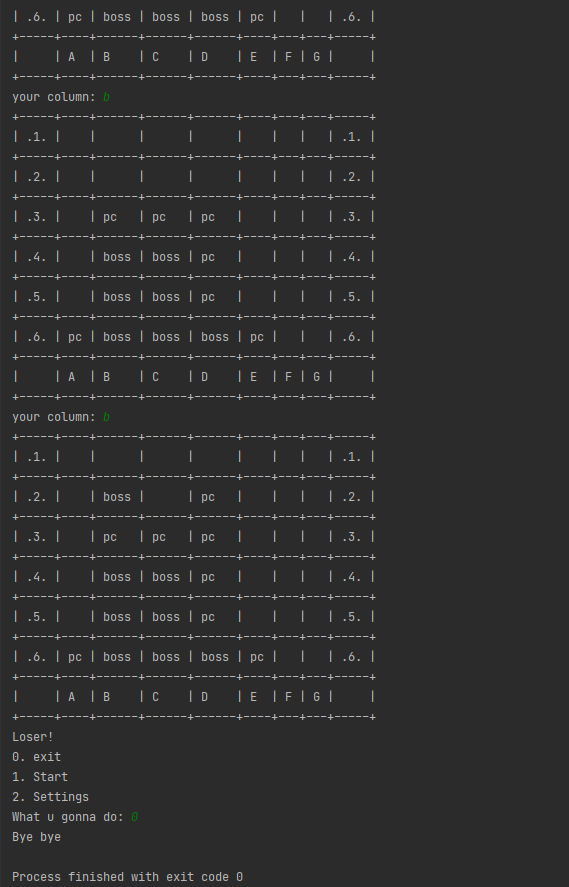 | .6. | pc | boss | boss | boss | pc |   |   | .6. |
+-----+----+------+------+------+----+---+---+-----+
|     | A  | B    | C    | D    | E  | F | G |     |
+-----+----+------+------+------+----+---+---+-----+
your column: b
+-----+----+------+------+------+----+---+---+-----+
| .1. |    |      |      |      |    |   |   | .1. |
+-----+----+------+------+------+----+---+---+-----+
| .2. |    |      |      |      |    |   |   | .2. |
+-----+----+------+------+------+----+---+---+-----+
| .3. |    | pc   | pc   | pc   |    |   |   | .3. |
+-----+----+------+------+------+----+---+---+-----+
| .4. |    | boss | boss | pc   |    |   |   | .4. |
+-----+----+------+------+------+----+---+---+-----+
| .5. |    | boss | boss | pc   |    |   |   | .5. |
+-----+----+------+------+------+----+---+---+-----+
| .6. | pc | boss | boss | boss | pc |   |   | .6. |
+-----+----+------+------+------+----+---+---+-----+
|     | A  | B    | C    | D    | E  | F | G |     |
+-----+----+------+------+------+----+---+---+-----+
your column: b
+-----+----+------+------+------+----+---+---+-----+
| .1. |    |      |      |      |    |   |   | .1. |
+-----+----+------+------+------+----+---+---+-----+
| .2. |    | boss |      | pc   |    |   |   | .2. |
+-----+----+------+------+------+----+---+---+-----+
| .3. |    | pc   | pc   | pc   |    |   |   | .3. |
+-----+----+------+------+------+----+---+---+-----+
| .4. |    | boss | boss | pc   |    |   |   | .4. |
+-----+----+------+------+------+----+---+---+-----+
| .5. |    | boss | boss | pc   |    |   |   | .5. |
+-----+----+------+------+------+----+---+---+-----+
| .6. | pc | boss | boss | boss | pc |   |   | .6. |
+-----+----+------+------+------+----+---+---+-----+
|     | A  | B    | C    | D    | E  | F | G |     |
+-----+----+------+------+------+----+---+---+-----+
Loser!
0. exit
1. Start
2. Settings
What u gonna do: 0
Bye bye
Process finished with exit code 0